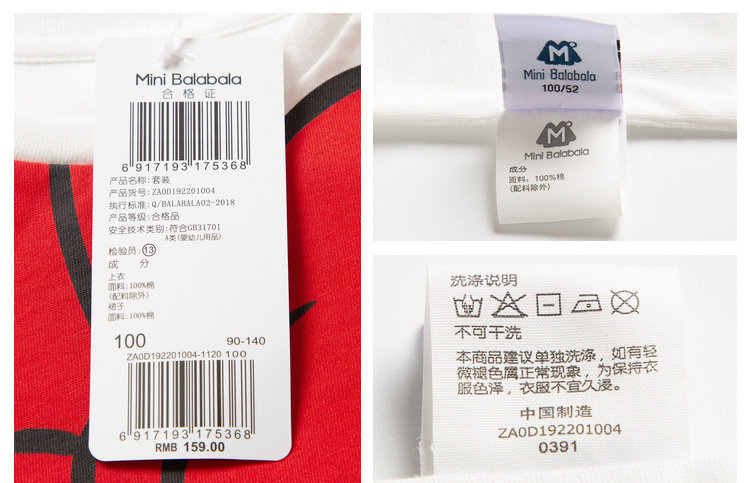 Mini Balabala
合格证
6 917193 175368
产品名称: 套装
产品货号: ZA0D192201004
执行标准: Q/BALABALA02-2018
产品等级: 合格品
安全技术类别: 符合GB31701
A类(婴幼儿用品)
检验员: 13
成 分
上衣
面料: 100%棉
(配料除外)
裙子
面料: 100%棉
100 90-140
ZA0D192201004-1120 100
6 917193 175368
RMB 159.00
M
Mini Balabala
100/52
M
Mini Balabala
成分
面料: 100%棉
(配料除外)
洗涤说明
不可干洗
本商品建议单独洗涤，如有轻
微褪色属正常现象，为保持衣
服色泽，衣服不宜久浸。
中国制造
ZA0D192201004
0391